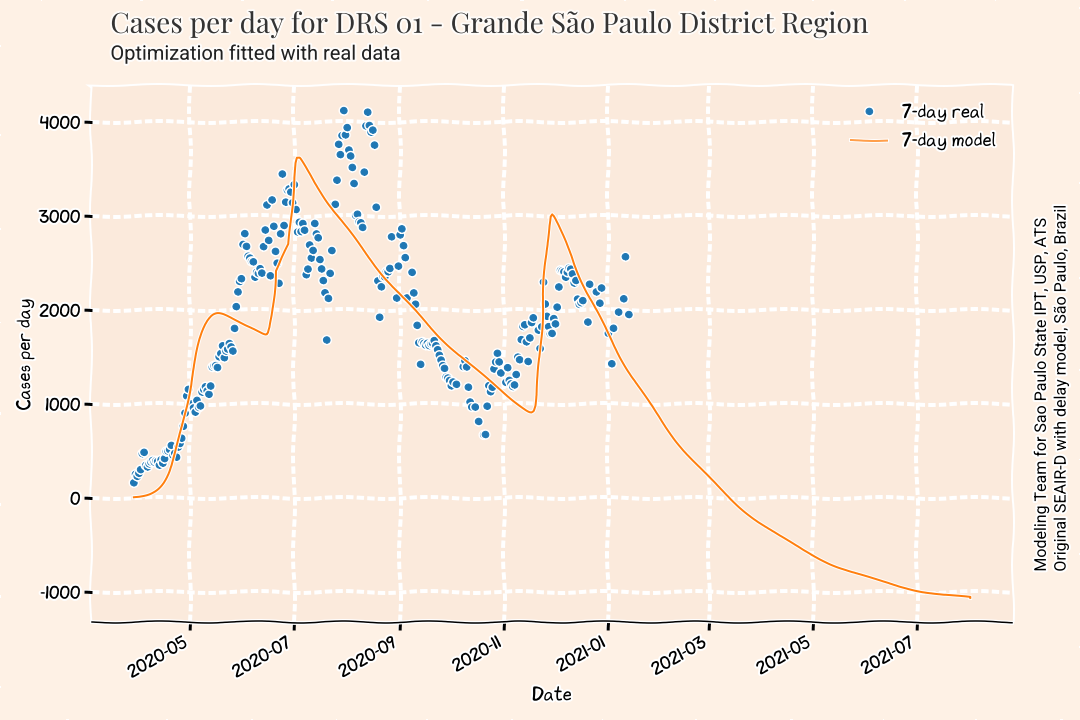 Cases per day for DRS 01 - Grande São Paulo District Region
Optimization fitted with real data
7-day real
7-day model
4000
3000
2000
1000
0
-1000
Cases per day
2020-05
2020-07
2020-09
2020-11
2021-01
2021-03
2021-05
2021-07
Date
Modeling Team for Sao Paulo State IPT, USP, ATS
Original SEAIR-D with delay model, São Paulo, Brazil